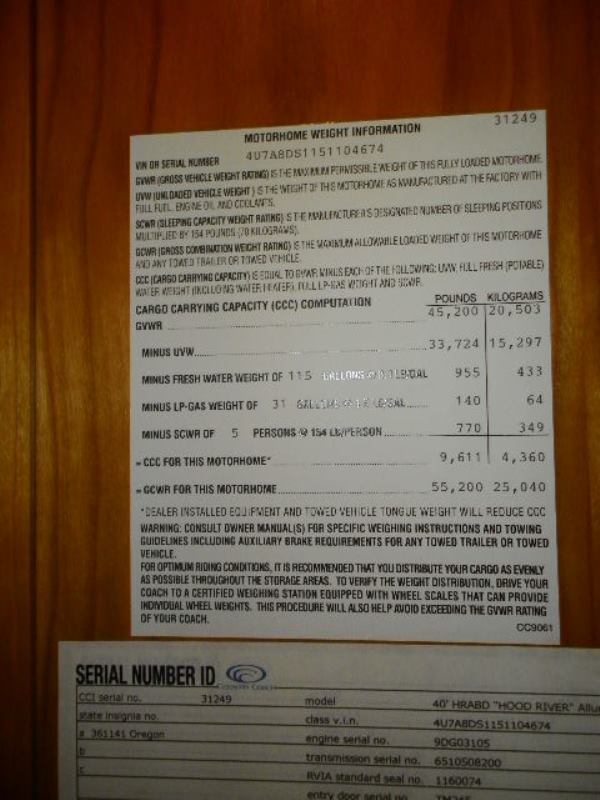 31249
MOTORHOME WEIGHT INFORMATION
VIN OR SERIAL NUMBER 4U7A8DS1151104674
GVWR (GROSS VEHICLE WEIGHT RATING) IS THE MAXIMUM PERMISSIBLE WEIGHT OF THIS FULLY LOADED MOTORHOME.
UVW (UNLOADED VEHICLE WEIGHT) IS THE WEIGHT OF THIS MOTORHOME AS MANUFACTURED AT THE FACTORY WITH
FULL FUEL, ENGINE OIL AND COOLANTS.
SCWR (SLEEPING CAPACITY WEIGHT RATING) IS THE MANUFACTURER'S DESIGNATED NUMBER OF SLEEPING POSITIONS
MULTIPLIED BY 154 POUNDS (70 KILOGRAMS).
GCWR (GROSS COMBINATION WEIGHT RATING) IS THE MAXIMUM ALLOWABLE LOADED WEIGHT OF THIS MOTORHOME
AND ANY TOWED TRAILER OR TOWED VEHICLE.
CCC (CARGO CARRYING CAPACITY) IS EQUAL TO GVWR MINUS EACH OF THE FOLLOWING: UVW, FULL FRESH (POTABLE)
WATER WEIGHT (INCLUDING WATER HEATER), FULL LP-GAS WEIGHT AND SCWR.
CARGO CARRYING CAPACITY (CCC) COMPUTATION POUNDS KILOGRAMS
GVWR 45,200 20,503
MINUS UVW 33,724 15,297
MINUS FRESH WATER WEIGHT OF 115 GALLONS LB/GAL 955 433
MINUS LP-GAS WEIGHT OF 31 GALLONS LB/GAL 140 64
MINUS SCWR OF 5 PERSONS @ 154 LB/PERSON 770 349
= CCC FOR THIS MOTORHOME* 9,611 4,360
= GCWR FOR THIS MOTORHOME 55,200 25,040
*DEALER INSTALLED EQUIPMENT AND TOWED VEHICLE TONGUE WEIGHT WILL REDUCE CCC
WARNING: CONSULT OWNER MANUAL(S) FOR SPECIFIC WEIGHING INSTRUCTIONS AND TOWING
GUIDELINES INCLUDING AUXILIARY BRAKE REQUIREMENTS FOR ANY TOWED TRAILER OR TOWED
VEHICLE.
FOR OPTIMUM RIDING CONDITIONS, IT IS RECOMMENDED THAT YOU DISTRIBUTE YOUR CARGO AS EVENLY
AS POSSIBLE THROUGHOUT THE STORAGE AREAS. TO VERIFY THE WEIGHT DISTRIBUTION, DRIVE YOUR
COACH TO A CERTIFIED WEIGHING STATION EQUIPPED WITH WHEEL SCALES THAT CAN PROVIDE
INDIVIDUAL WHEEL WEIGHTS. THIS PROCEDURE WILL ALSO HELP AVOID EXCEEDING THE GVWR RATING
OF YOUR COACH.
CC9061
SERIAL NUMBER ID COUNTRY COACH
CCI serial no. 31249 model 40' HRABD "HOOD RIVER"
state insignia no. class v.i.n. 4U7A8DS1151104674
a 361141 Oregon engine serial no. 9DG03105
b transmission serial no. 6510508200
c RVIA standard seal no. 1160074
entry door serial no.